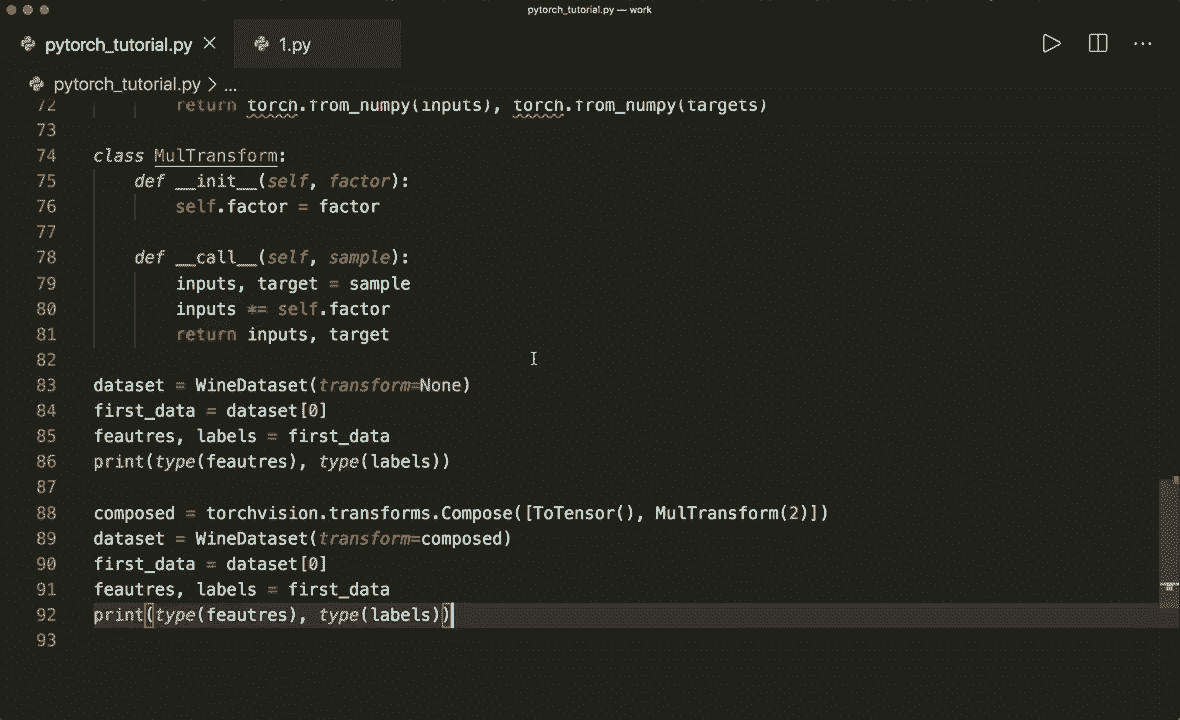 pytorch_tutorial.py — work
pytorch_tutorial.py 1.py
pytorch_tutorial.py > ...
72 return torch.from_numpy(inputs), torch.from_numpy(targets)
73
74 class MulTransform:
75 def __init__(self, factor):
76 self.factor = factor
77
78 def __call__(self, sample):
79 inputs, target = sample
80 inputs *= self.factor
81 return inputs, target
82
83 dataset = WineDataset(transform=None)
84 first_data = dataset[0]
85 feautres, labels = first_data
86 print(type(feautres), type(labels))
87
88 composed = torchvision.transforms.Compose([ToTensor(), MulTransform(2)])
89 dataset = WineDataset(transform=composed)
90 first_data = dataset[0]
91 feautres, labels = first_data
92 print(type(feautres), type(labels))
93